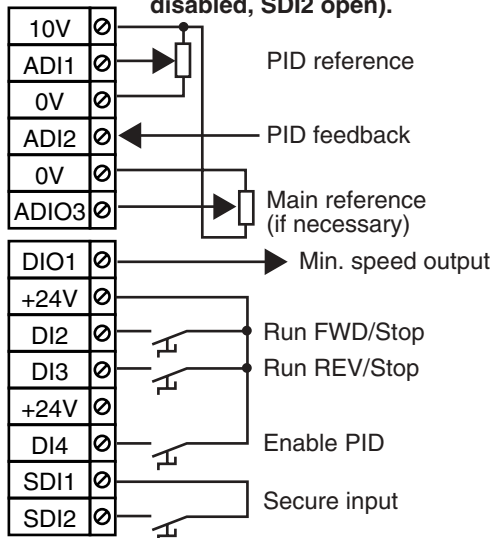 disabled, SDI2 open).
10V
ADI1 PID reference
0V
ADI2 PID feedback
0V
ADIO3 Main reference
(if necessary)
DIO1 Min. speed output
+24V
DI2 Run FWD/Stop
DI3 Run REV/Stop
+24V
DI4 Enable PID
SDI1
Secure input
SDI2